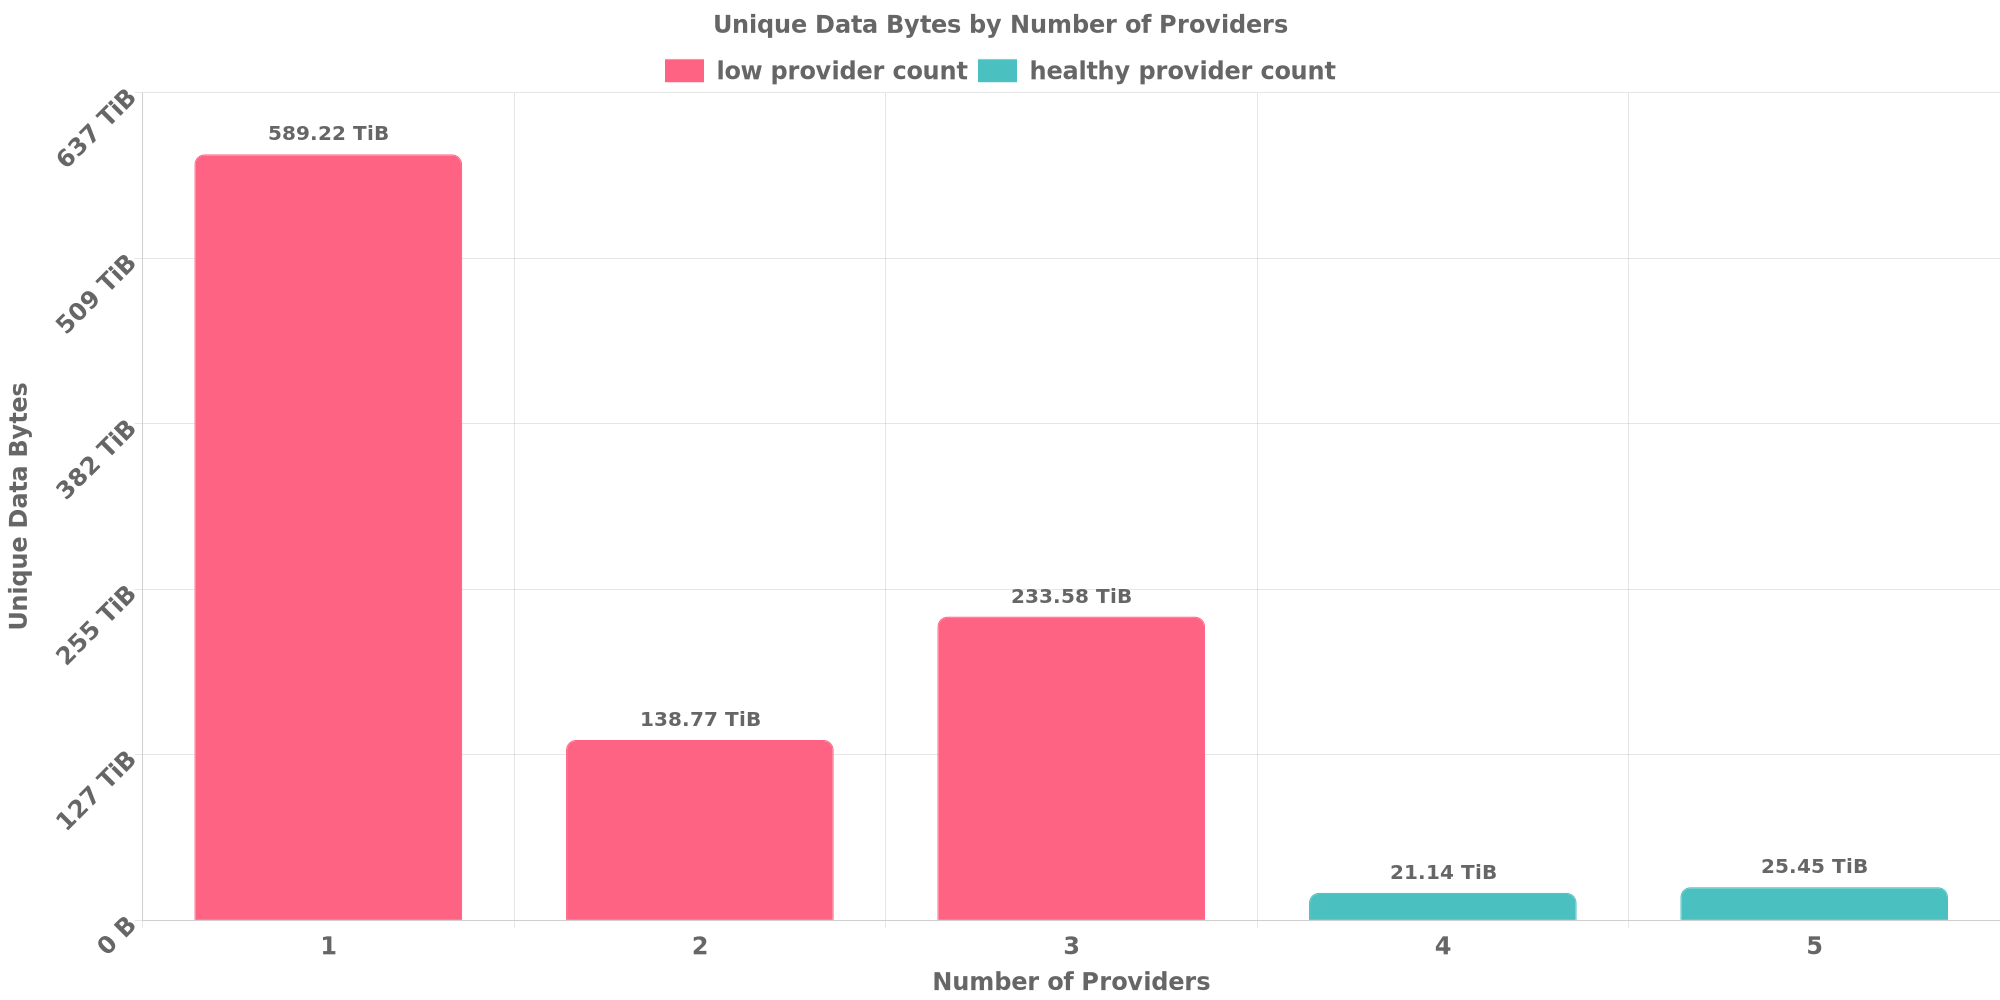 Unique Data Bytes by Number of Providers
low provider count healthy provider count
637 TiB
509 TiB
382 TiB
255 TiB
127 TiB
0 B
Unique Data Bytes
589.22 TiB
138.77 TiB
233.58 TiB
21.14 TiB
25.45 TiB
1 2 3 4 5
Number of Providers